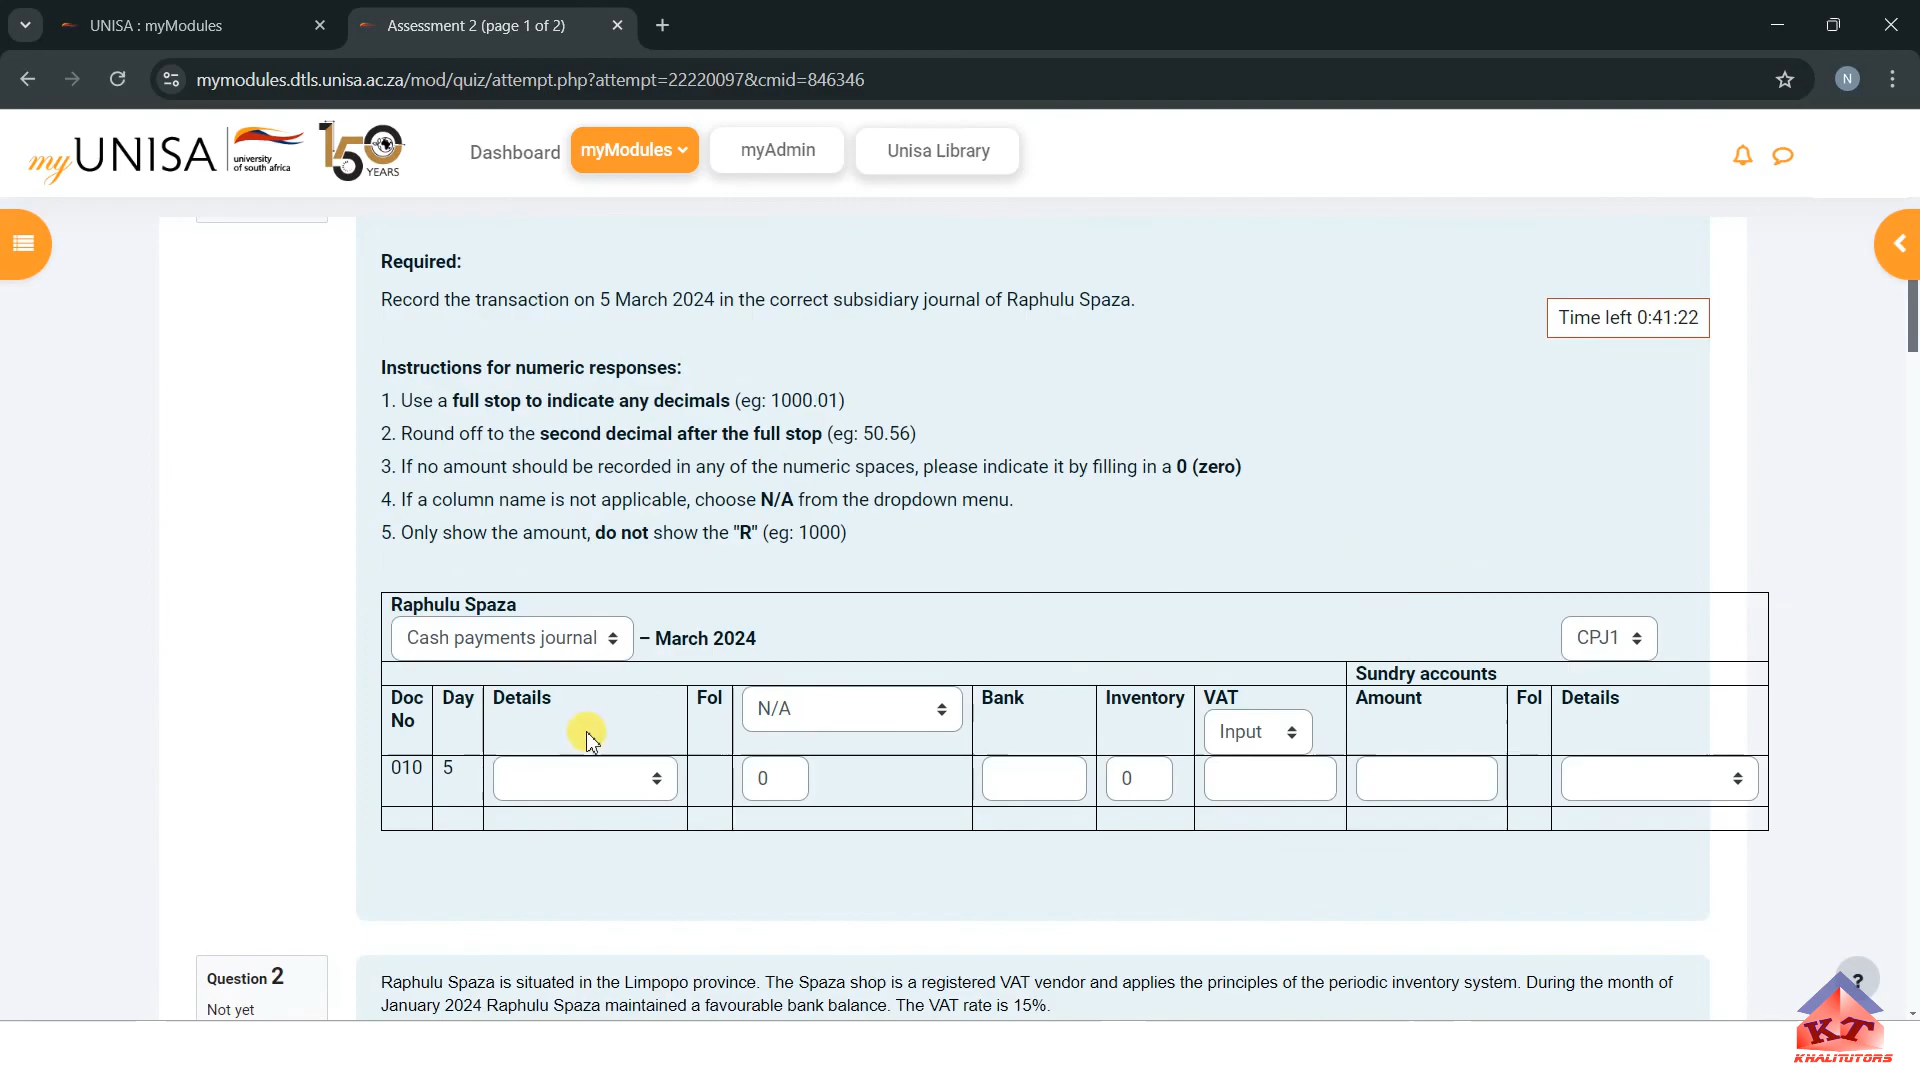 UNISA : myModules
Assessment 2 (page 1 of 2)
mymodules.dtls.unisa.ac.za/mod/quiz/attempt.php?attempt=22220097&cmid=846346
N
my UNISA
university
of south africa
150
YEARS
Dashboard
myModules
myAdmin
Unisa Library
Required:
Record the transaction on 5 March 2024 in the correct subsidiary journal of Raphulu Spaza.
Time left 0:41:22
Instructions for numeric responses:
1. Use a full stop to indicate any decimals (eg: 1000.01)
2. Round off to the second decimal after the full stop (eg: 50.56)
3. If no amount should be recorded in any of the numeric spaces, please indicate it by filling in a 0 (zero)
4. If a column name is not applicable, choose N/A from the dropdown menu.
5. Only show the amount, do not show the "R" (eg: 1000)
Raphulu Spaza
Cash payments journal – March 2024 CPJ1
Sundry accounts
Doc No Day Details Fol N/A Bank Inventory VAT Input Amount Fol Details
010 5 0 0
Question 2
Not yet
Raphulu Spaza is situated in the Limpopo province. The Spaza shop is a registered VAT vendor and applies the principles of the periodic inventory system. During the month of
January 2024 Raphulu Spaza maintained a favourable bank balance. The VAT rate is 15%.
?
KT
KHALITUTORS